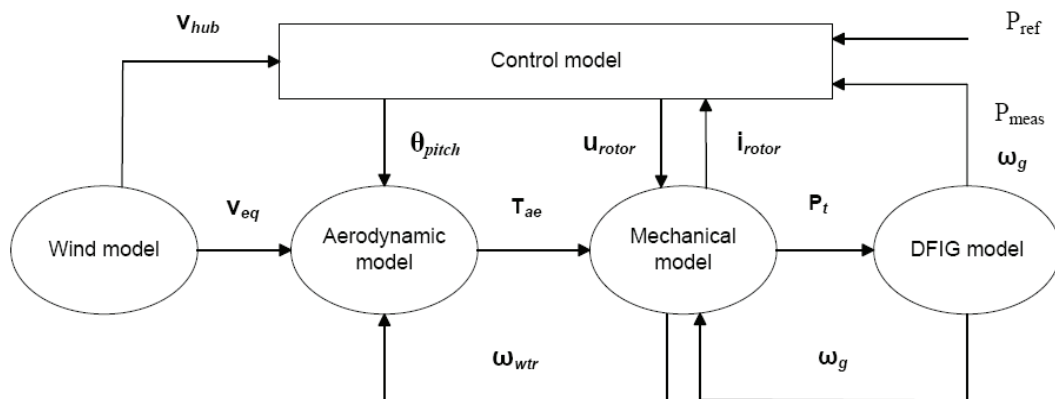 v_hub
P_ref
Control model
P_meas
θ_pitch
u_rotor
i_rotor
ω_g
v_eq
T_ae
P_t
Wind model
Aerodynamic
model
Mechanical
model
DFIG model
ω_wtr
ω_g